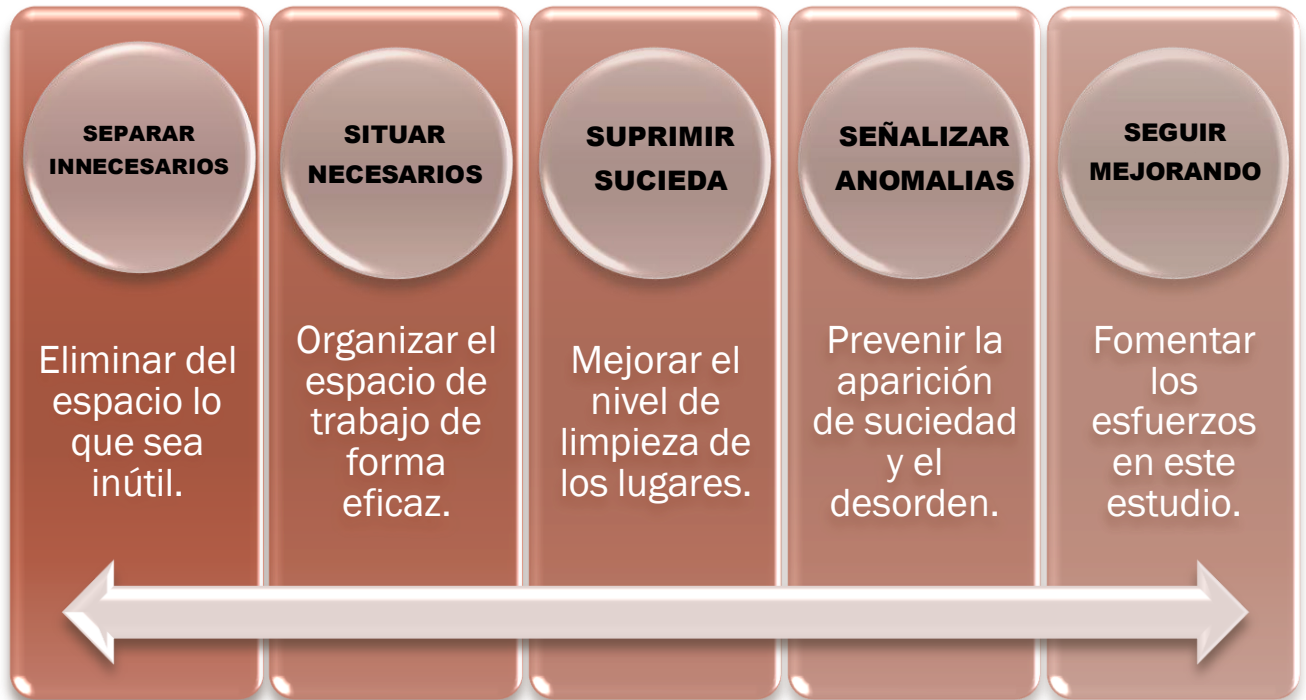 SEPARAR
INNECESARIOS
Eliminar del
espacio lo
que sea
inútil.
SITUAR
NECESARIOS
Organizar el
espacio de
trabajo de
forma
eficaz.
SUPRIMIR
SUCIEDA
Mejorar el
nivel de
limpieza de
los lugares.
SEÑALIZAR
ANOMALIAS
Prevenir la
aparición
de suciedad
y el
desorden.
SEGUIR
MEJORANDO
Fomentar
los
esfuerzos
en este
estudio.